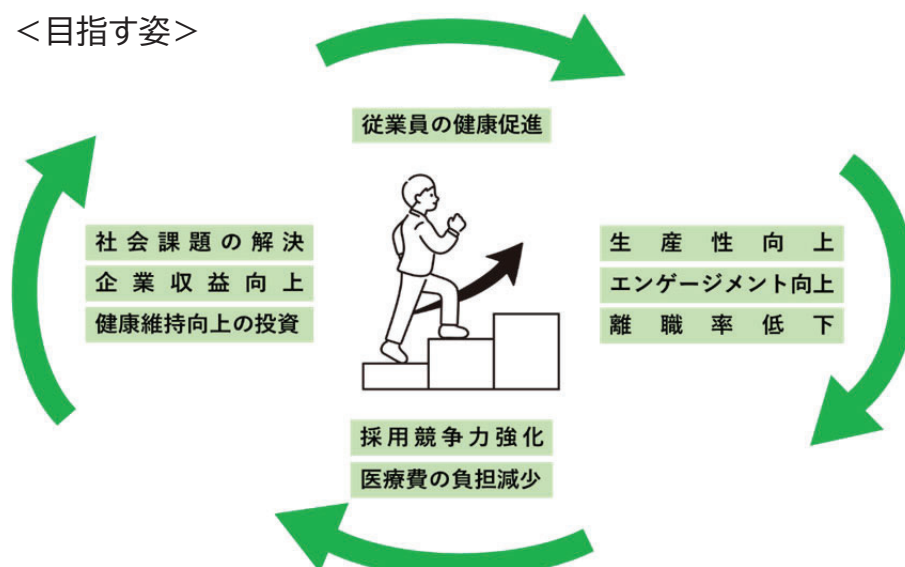 <目指す姿>
従業員の健康促進
社会課題の解決
企業収益向上
健康維持向上の投資
生産性向上
エンゲージメント向上
離職率低下
採用競争力強化
医療費の負担減少